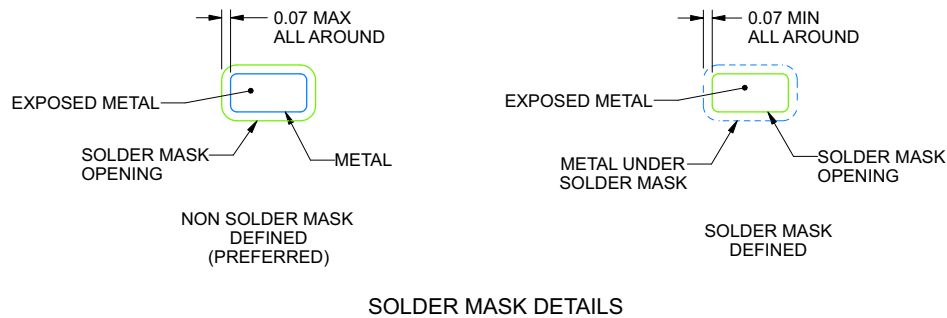 0.07 MAX
ALL AROUND
EXPOSED METAL
SOLDER MASK
OPENING
METAL
NON SOLDER MASK
DEFINED
(PREFERRED)
0.07 MIN
ALL AROUND
EXPOSED METAL
METAL UNDER
SOLDER MASK
SOLDER MASK
OPENING
SOLDER MASK
DEFINED
SOLDER MASK DETAILS